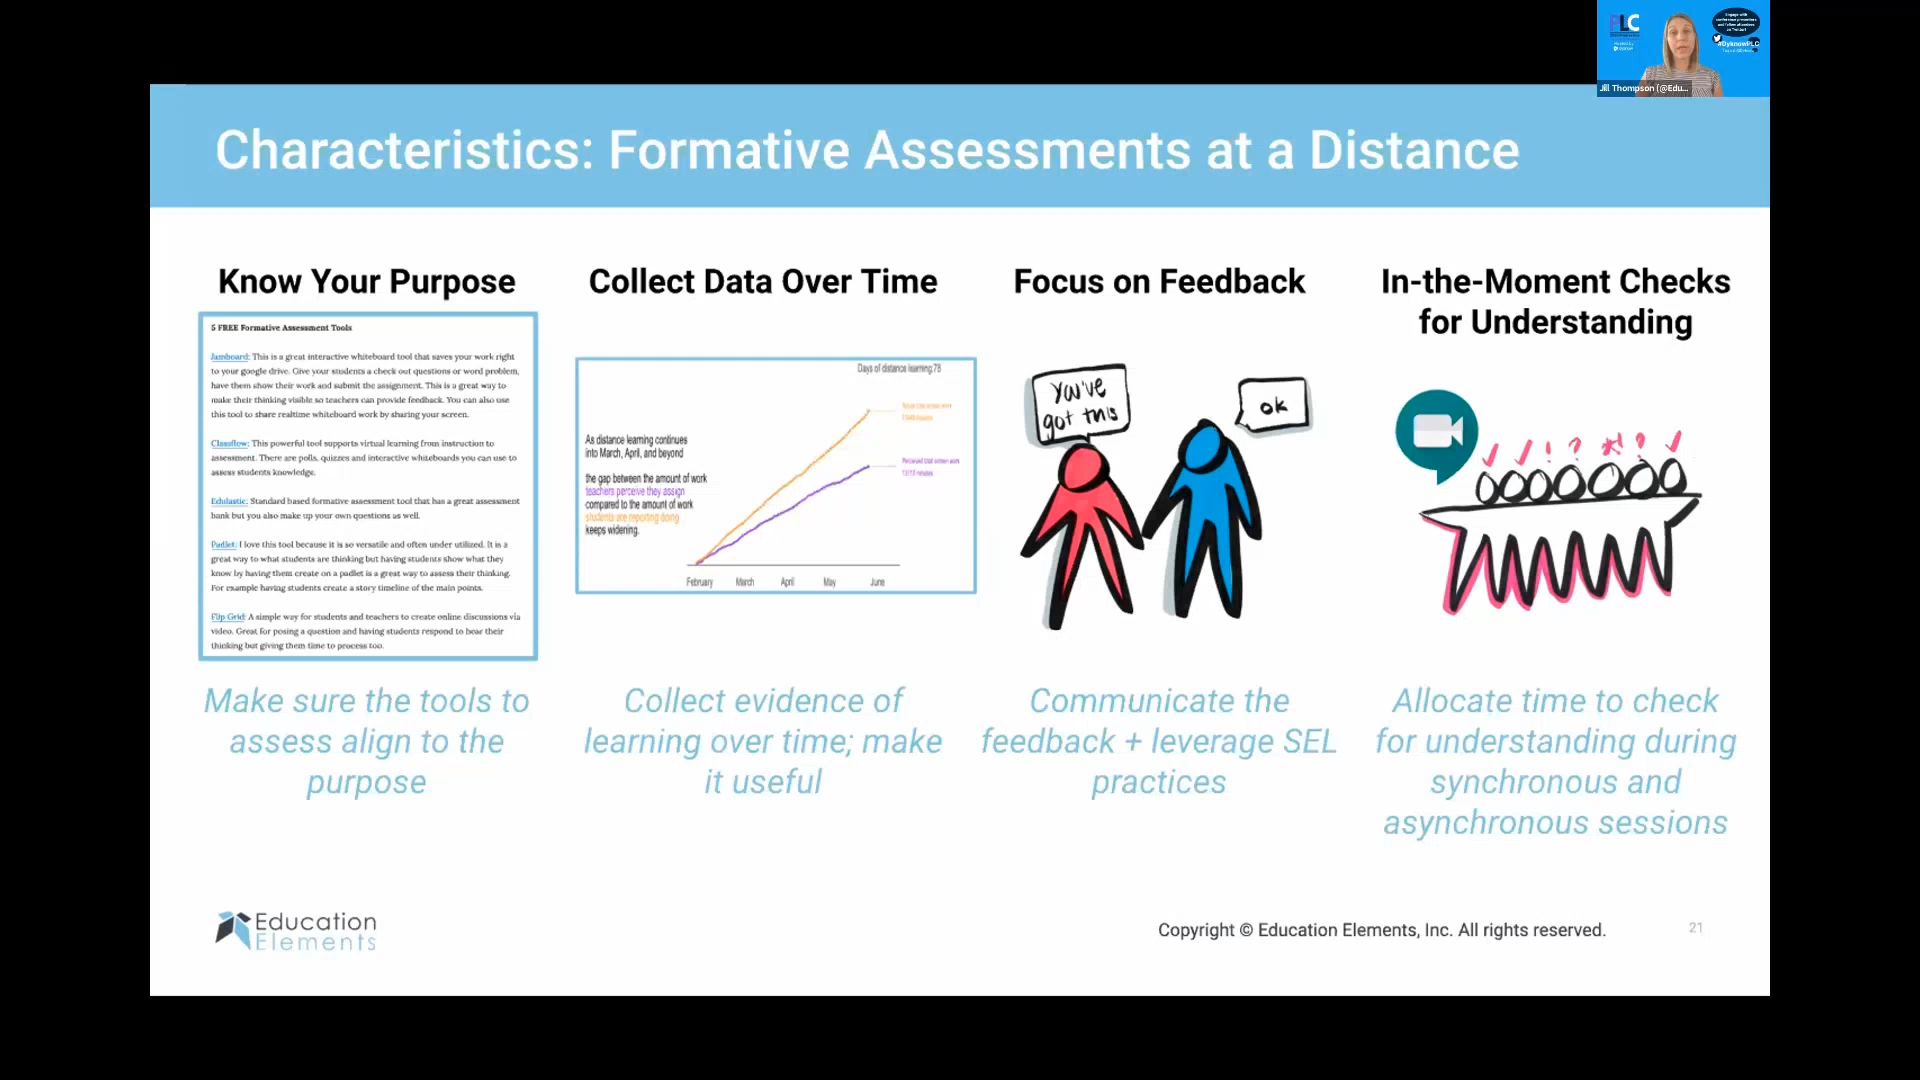 PLC
Engage with
#DyknowPLC
Jill Thompson (@Edu...
Characteristics: Formative Assessments at a Distance
Know Your Purpose
5 FREE Formative Assessment Tools
Jamboard: This is a great interactive whiteboard tool that saves your work right
to your google drive. Give your students a check out questions or word problem,
have them show their work and submit the assignment. This is a great way to
make their thinking visible so teachers can provide feedback. You can also use
this tool to share realtime whiteboard work by sharing your screen.
Classflow: This powerful tool supports virtual learning from instruction to
assessment. There are polls, quizzes and interactive whiteboards you can use to
assess students knowledge.
Edulastic: Standard based formative assessment tool that has a great assessment
bank but you also make up your own questions as well.
Padlet: I love this tool because it is so versatile and often under utilized. It is a
great way to what students are thinking but having students show what they
know by having them create on a padlet is a great way to assess their thinking.
For example having students create a story timeline of the main points.
Flip Grid: A simple way for students and teachers to create online discussions via
video. Great for posing a question and having students respond to hear their
thinking but giving them time to process too.
Make sure the tools to
assess align to the
purpose
Collect Data Over Time
Days of distance learning:78
As distance learning continues
into March, April, and beyond
the gap between the amount of work
teachers perceive they assign
compared to the amount of work
students are reporting doing
keeps widening.
February March April May June
Collect evidence of
learning over time; make
it useful
Focus on Feedback
You've
got this
ok
Communicate the
feedback + leverage SEL
practices
In-the-Moment Checks
for Understanding
Allocate time to check
for understanding during
synchronous and
asynchronous sessions
Education
Elements
Copyright © Education Elements, Inc. All rights reserved.
21